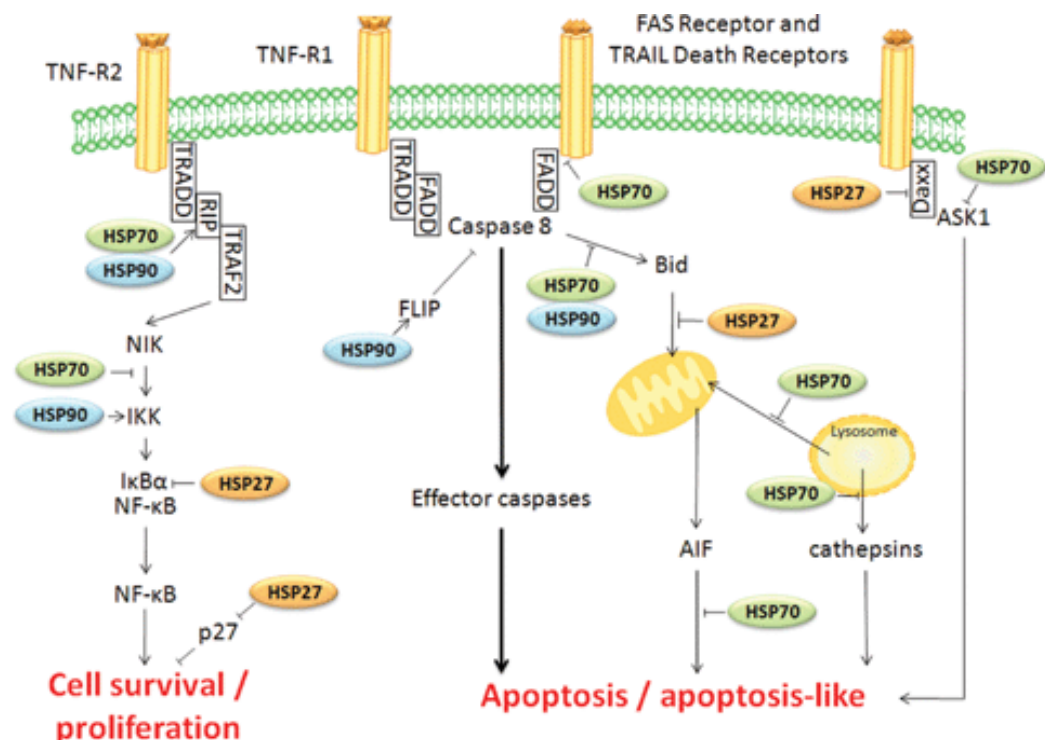 FAS Receptor and
TRAIL Death Receptors
TNF-R2
TNF-R1
TRADD
RIP
TRAF2
HSP70
HSP90
TRADD
FADD
Caspase 8
FADD
HSP70
HSP27
Daxx
HSP70
ASK1
FLIP
HSP90
HSP70
HSP90
Bid
HSP27
NIK
HSP70
HSP90
IKK
IκBα
NF-κB
HSP27
NF-κB
HSP27
p27
Cell survival /
proliferation
Effector caspases
HSP70
Lysosome
HSP70
AIF
cathepsins
HSP70
Apoptosis / apoptosis-like